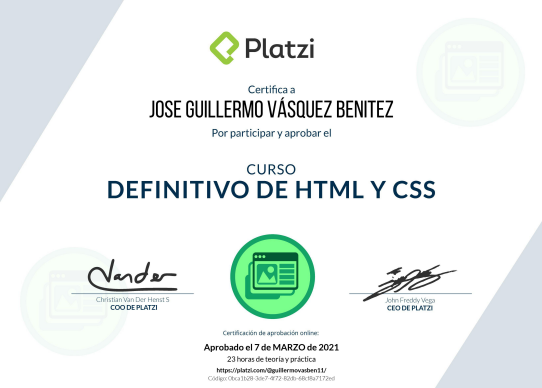 Platzi
Certifica a
JOSE GUILLERMO VÁSQUEZ BENITEZ
Por participar y aprobar el
CURSO
DEFINITIVO DE HTML Y CSS
Christian Van Der Henst S
COO DE PLATZI
John Freddy Vega
CEO DE PLATZI
Certificación de aprobación online:
Aprobado el 7 de MARZO de 2021
23 horas de teoría y práctica
https://platzi.com/@guillermovasben11/
Código: 0bca1b28-3de7-4f72-82db-68cf8a7172ed